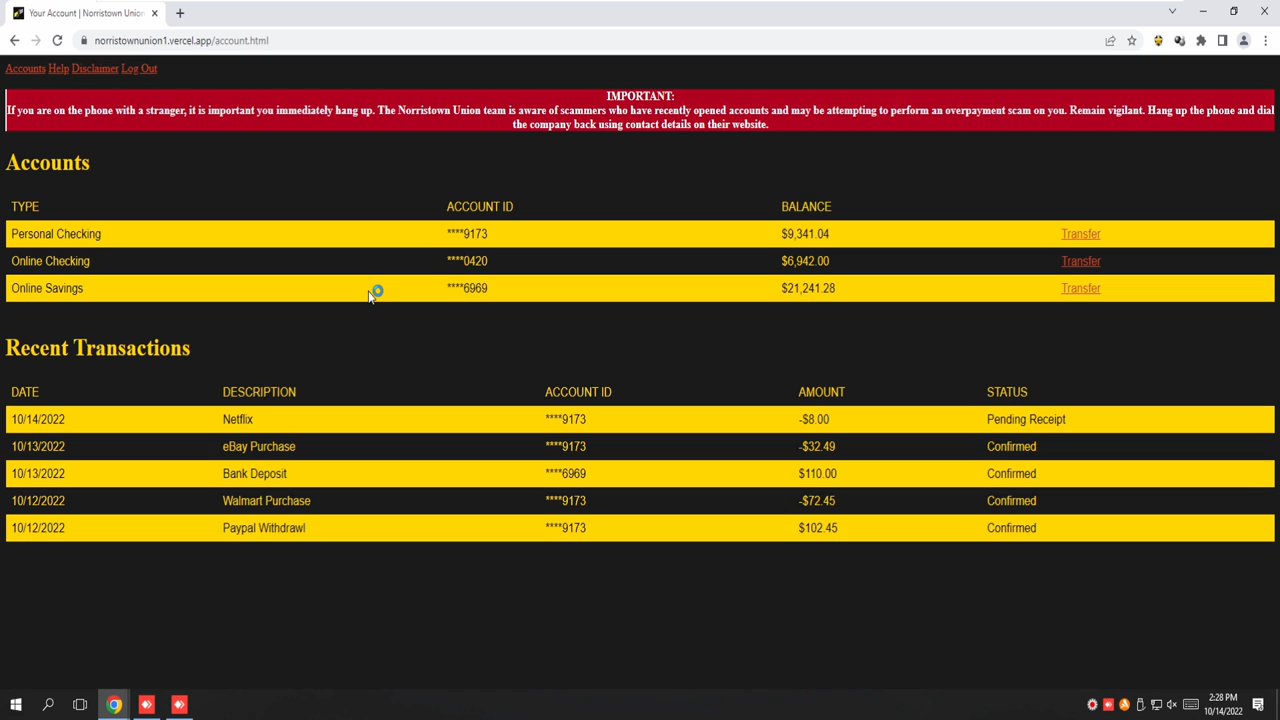 Your Account | Norristown Union
norristownunion1.vercel.app/account.html
Accounts Help Disclaimer Log Out
IMPORTANT:
If you are on the phone with a stranger, it is important you immediately hang up. The Norristown Union team is aware of scammers who have recently opened accounts and may be attempting to perform an overpayment scam on you. Remain vigilant. Hang up the phone and dial
the company back using contact details on their website.
Accounts
TYPE ACCOUNT ID BALANCE
Personal Checking ****9173 $9,341.04 Transfer
Online Checking ****0420 $6,942.00 Transfer
Online Savings ****6969 $21,241.28 Transfer
Recent Transactions
DATE DESCRIPTION ACCOUNT ID AMOUNT STATUS
10/14/2022 Netflix ****9173 -$8.00 Pending Receipt
10/13/2022 eBay Purchase ****9173 -$32.49 Confirmed
10/13/2022 Bank Deposit ****6969 $110.00 Confirmed
10/12/2022 Walmart Purchase ****9173 -$72.45 Confirmed
10/12/2022 Paypal Withdrawl ****9173 $102.45 Confirmed
2:28 PM
10/14/2022